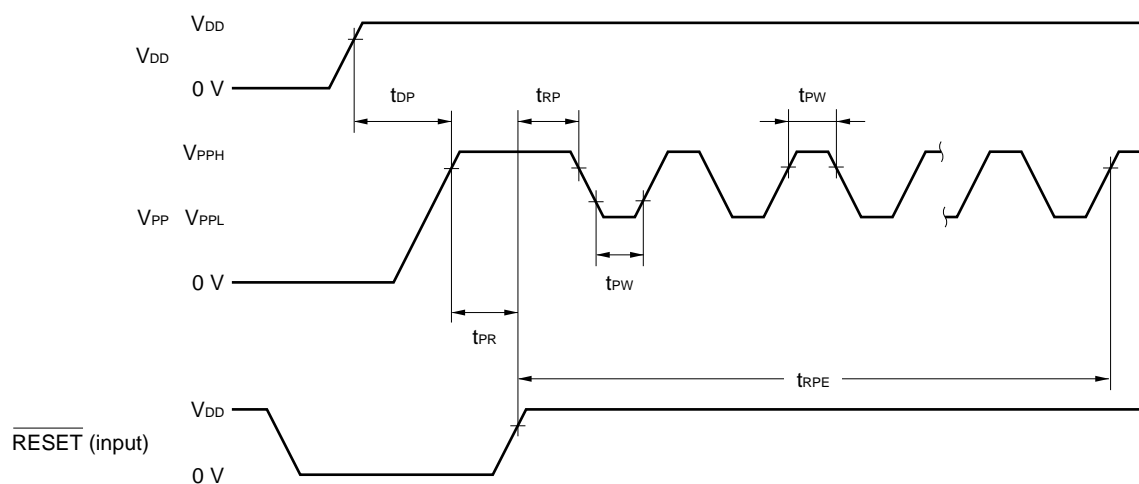 VDD
VDD
0 V
tDP
tRP
tPW
VPPH
VPP VPPL
tPW
0 V
tPR
tRPE
VDD
RESET (input)
0 V